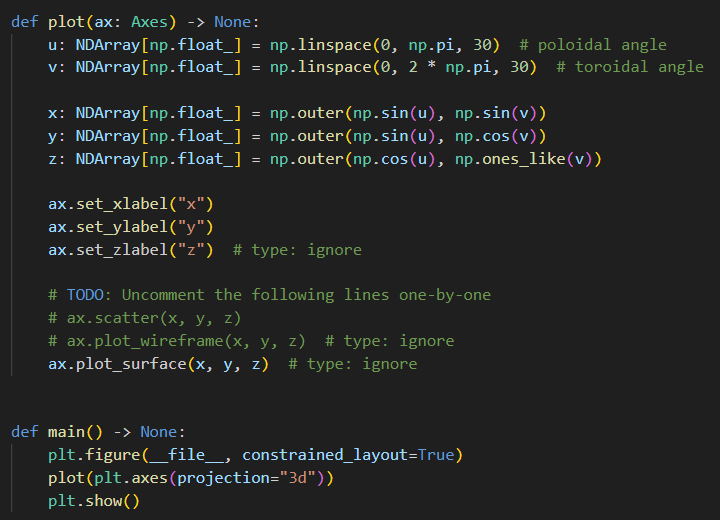 def plot(ax: Axes) -> None:
    u: NDArray[np.float_] = np.linspace(0, np.pi, 30)  # poloidal angle
    v: NDArray[np.float_] = np.linspace(0, 2 * np.pi, 30)  # toroidal angle

    x: NDArray[np.float_] = np.outer(np.sin(u), np.sin(v))
    y: NDArray[np.float_] = np.outer(np.sin(u), np.cos(v))
    z: NDArray[np.float_] = np.outer(np.cos(u), np.ones_like(v))

    ax.set_xlabel("x")
    ax.set_ylabel("y")
    ax.set_zlabel("z")  # type: ignore

    # TODO: Uncomment the following lines one-by-one
    # ax.scatter(x, y, z)
    # ax.plot_wireframe(x, y, z)  # type: ignore
    ax.plot_surface(x, y, z)  # type: ignore


def main() -> None:
    plt.figure(__file__, constrained_layout=True)
    plot(plt.axes(projection="3d"))
    plt.show()